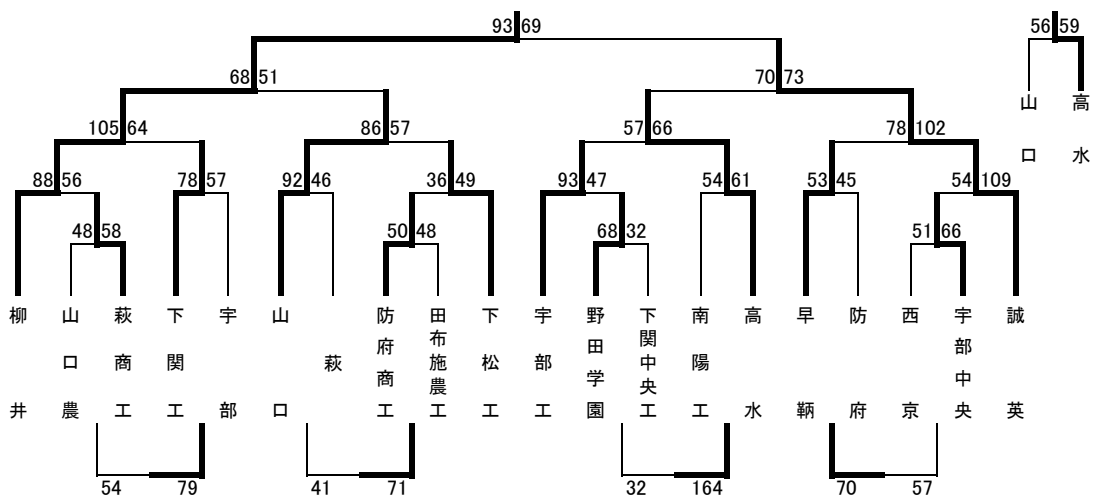 93 69
56 59
68 51
70 73
山口
高水
105 64
86 57
57 66
78 102
88 56
78 57
92 46
36 49
93 47
54 61
53 45
54 109
48 58
50 48
68 32
51 66
柳井
山口農
萩商工
下関工
宇部
山口
萩
防府商工
田布施農工
下松工
宇部工
野田学園
下関中央工
南陽工
高水
早鞆
防府
西京
宇部中央
誠英
54 79
41 71
32 164
70 57